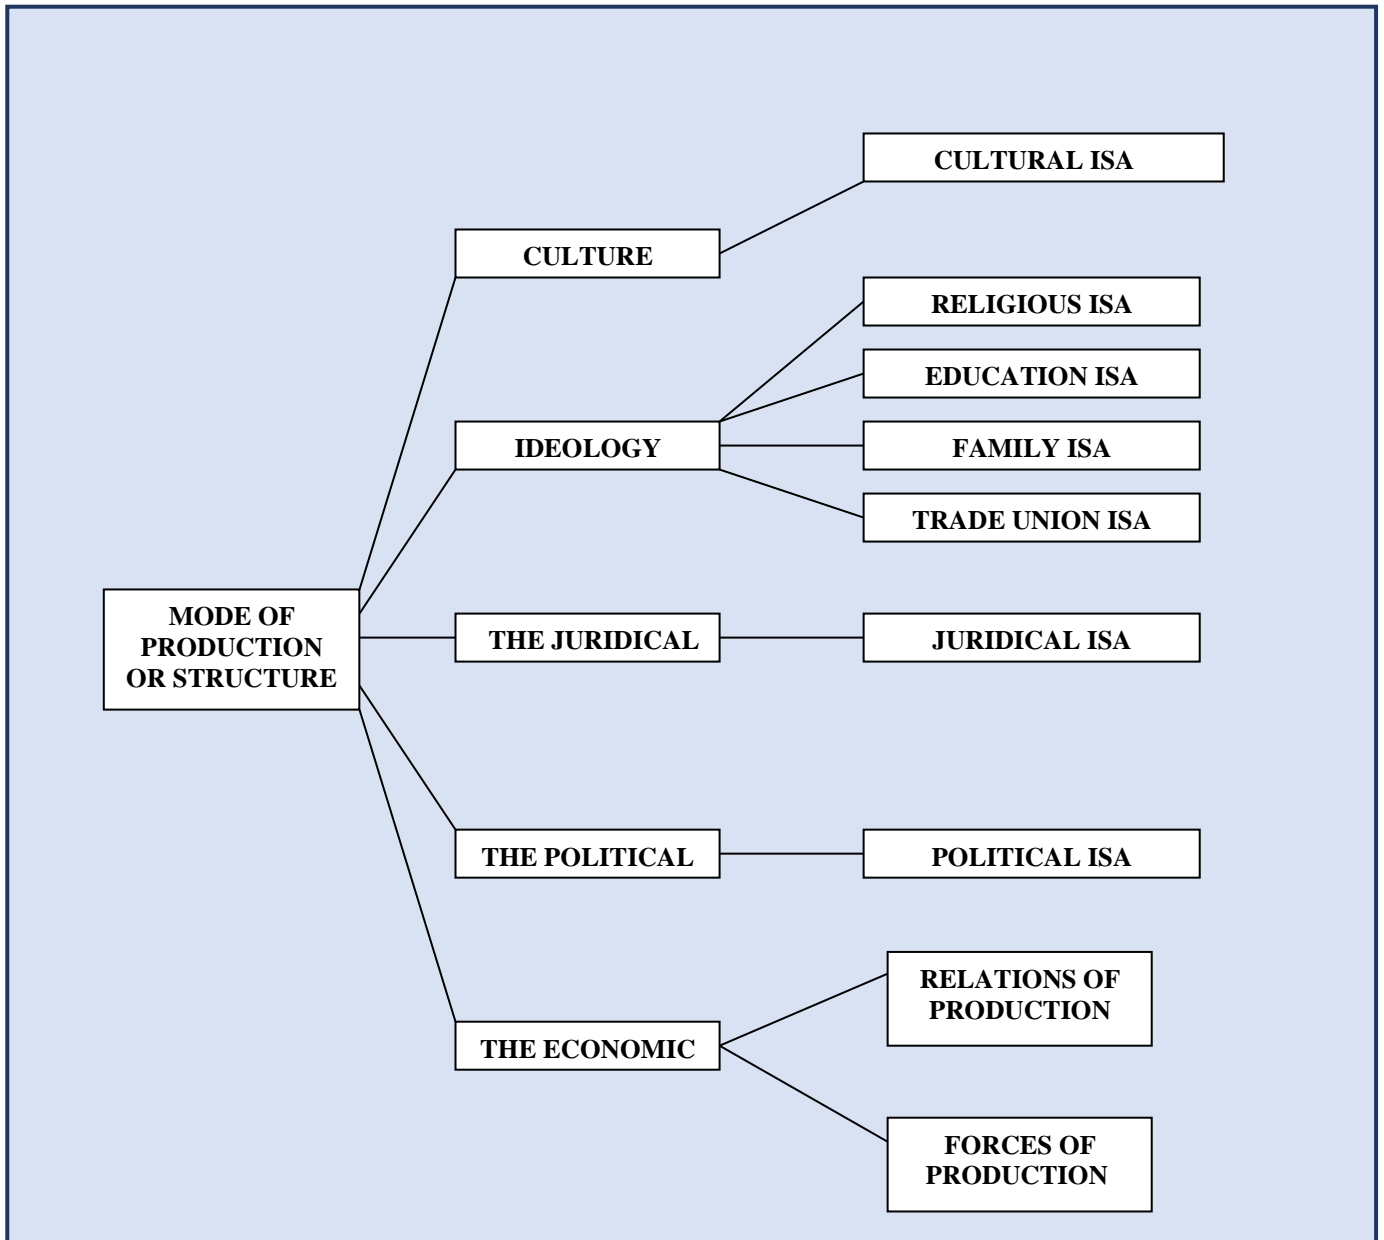 CULTURAL ISA
CULTURE
RELIGIOUS ISA
EDUCATION ISA
IDEOLOGY
FAMILY ISA
TRADE UNION ISA
MODE OF
PRODUCTION
OR STRUCTURE
THE JURIDICAL
JURIDICAL ISA
THE POLITICAL
POLITICAL ISA
RELATIONS OF
PRODUCTION
THE ECONOMIC
FORCES OF
PRODUCTION